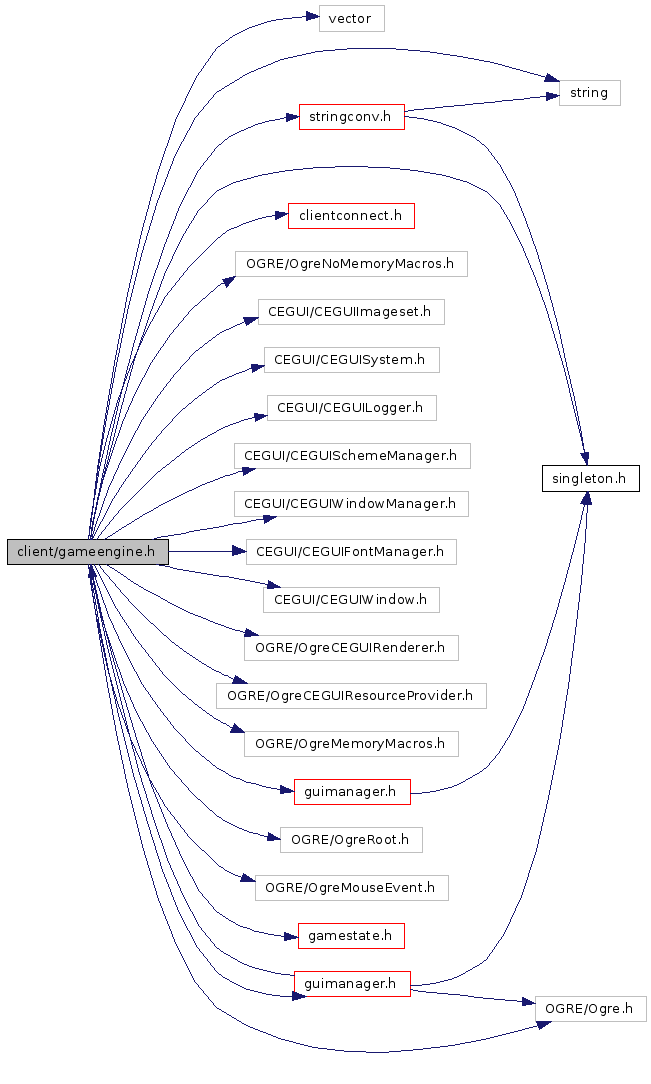 vector
string
stringconv.h
clientconnect.h
OGRE/OgreNoMemoryMacros.h
CEGUI/CEGUIImageset.h
CEGUI/CEGUISystem.h
CEGUI/CEGUILogger.h
CEGUI/CEGUISchemeManager.h
singleton.h
CEGUI/CEGUIWindowManager.h
client/gameengine.h
CEGUI/CEGUIFontManager.h
CEGUI/CEGUIWindow.h
OGRE/OgreCEGUIRenderer.h
OGRE/OgreCEGUIResourceProvider.h
OGRE/OgreMemoryMacros.h
guimanager.h
OGRE/OgreRoot.h
OGRE/OgreMouseEvent.h
gamestate.h
guimanager.h
OGRE/Ogre.h